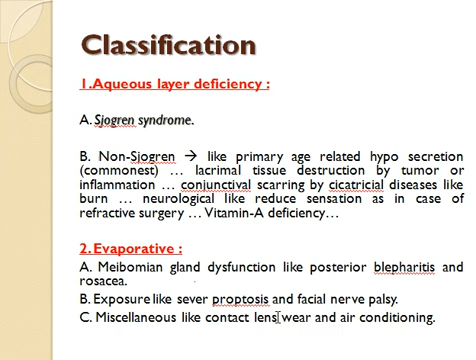 Classification
1.Aqueous layer deficiency :
A. Sjogren syndrome.
B. Non-Sjogren → like primary age related hypo secretion
(commonest) ... lacrimal tissue destruction by tumor or
inflammation ... conjunctival scarring by cicatricial diseases like
burn ... neurological like reduce sensation as in case of
refractive surgery ... Vitamin-A deficiency...
2.Evaporative :
A. Meibomian gland dysfunction like posterior blepharitis and
rosacea.
B. Exposure like sever proptosis and facial nerve palsy.
C. Miscellaneous like contact lens wear and air conditioning.